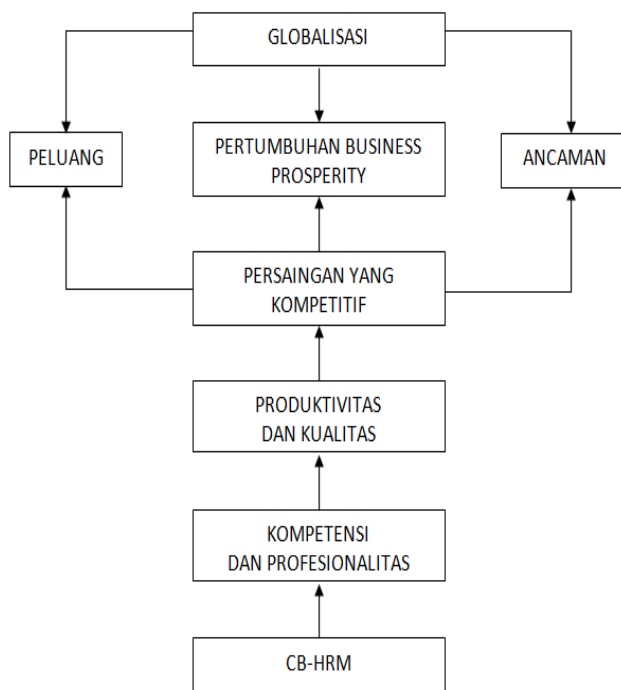 GLOBALISASI
PELUANG
PERTUMBUHAN BUSINESS
PROSPERITY
ANCAMAN
PERSAINGAN YANG
KOMPETITIF
PRODUKTIVITAS
DAN KUALITAS
KOMPETENSI
DAN PROFESIONALITAS
CB-HRM